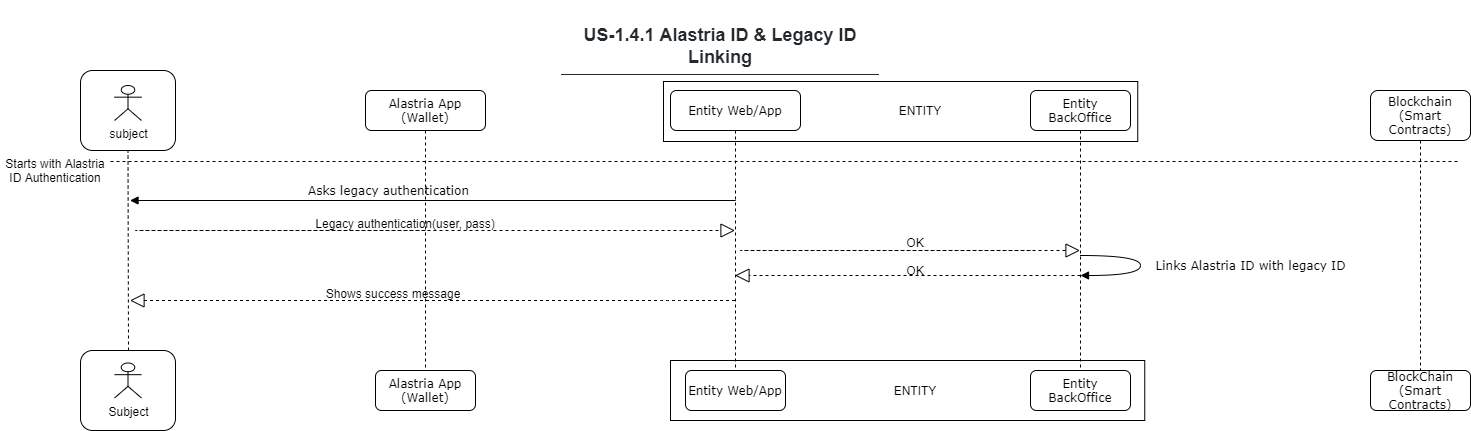 US-1.4.1 Alastria ID & Legacy ID
Linking
subject
Alastria App
(Wallet)
Entity Web/App
ENTITY
Entity
BackOffice
Blockchain
(Smart
Contracts)
Starts with Alastria
ID Authentication
Asks legacy authentication
Legacy authentication(user, pass)
OK
Links Alastria ID with legacy ID
OK
Shows success message
Subject
Alastria App
(Wallet)
Entity Web/App
ENTITY
Entity
BackOffice
BlockChain
(Smart
Contracts)